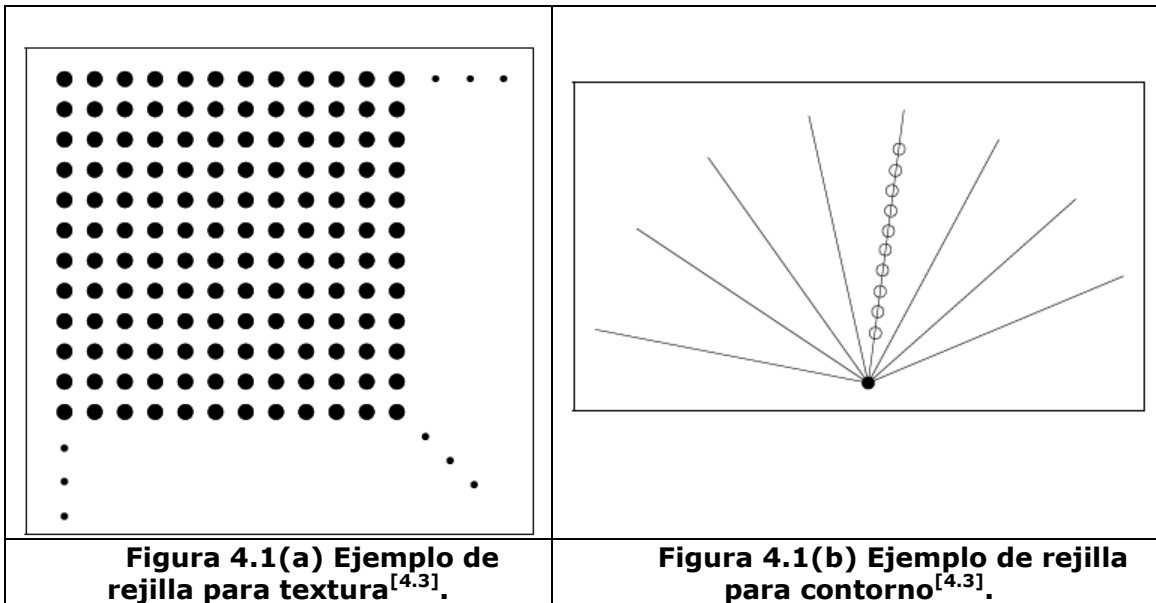 Figura 4.1(a) Ejemplo de
rejilla para textura[4.3].
Figura 4.1(b) Ejemplo de rejilla
para contorno[4.3].